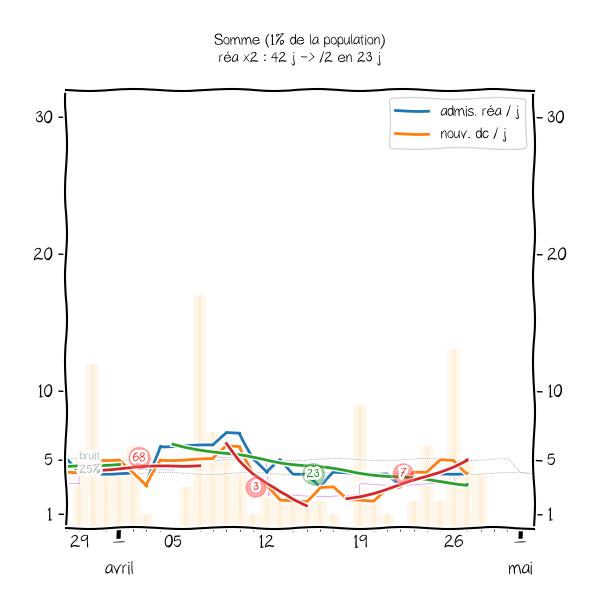 Somme (1% de la population)
réa x2 : 42 j -> /2 en 23 j
admis. réa / j
nouv. dc / j
30 30
20 20
10 10
5 5
1 1
bruit
25%
68
3
23
7
29 05 12 19 26
avril mai